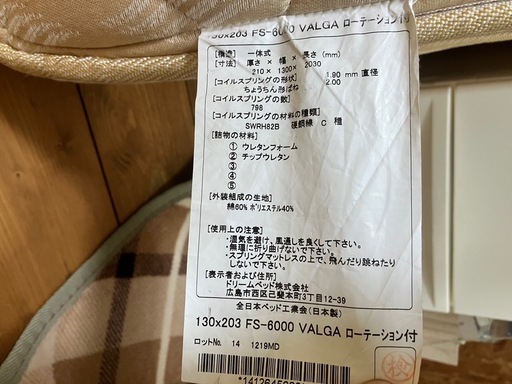 130x203 FS-6000 VALGA ローテーション付
[構造] 一体式
[寸法] 厚さ × 幅 × 長さ (mm)
210× 1300× 2030
[コイルスプリングの形状] 1.90 mm 直径
ちょうちん形ばね 2.00
[コイルスプリングの数]
798
[コイルスプリングの材料の種類]
SWRH82B 硬鋼線 C 種
[詰物の材料]
① ウレタンフォーム
② チップウレタン
③
④
⑤
[外装組成の生地]
綿60% ポリエステル40%
[使用上の注意]
・湿気を避け、風通しを良くして下さい。
・無理に折り曲げないで下さい。
・スプリングマットレスの上で、飛んだり跳ねたり
しないで下さい。
[表示者および住所]
ドリームベッド株式会社
広島市西区己斐本町3丁目12-39
全日本ベッド工業会(日本製)
130x203 FS-6000 VALGA ローテーション付
ロットNo. 14 1219MD
検